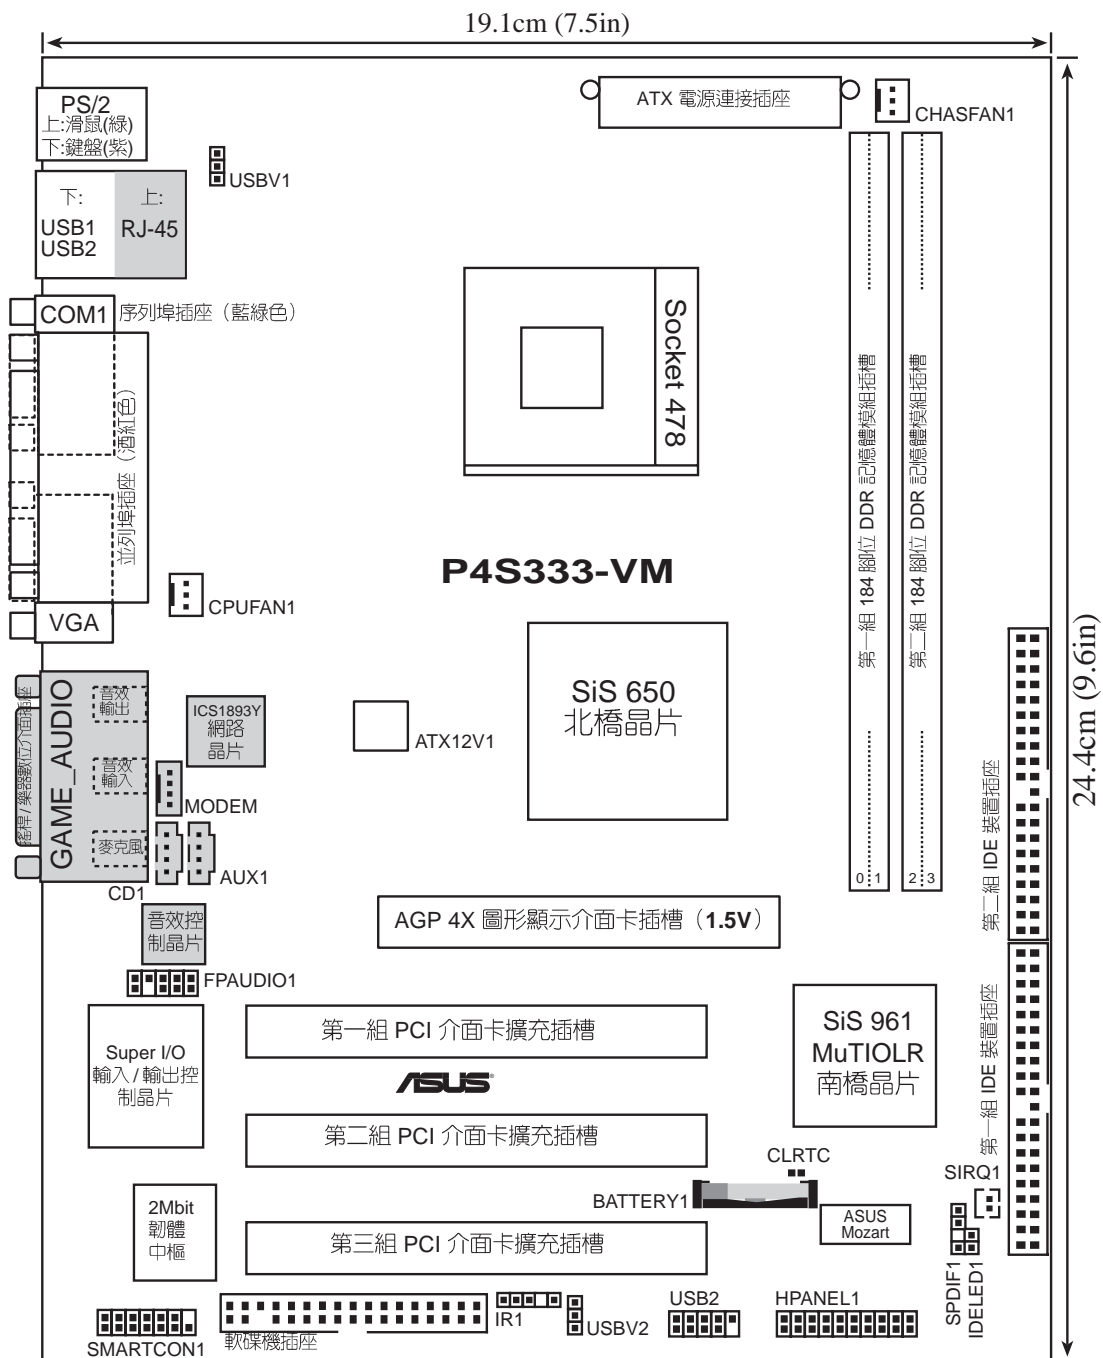 19.1cm (7.5in)
PS/2
上:滑鼠(綠)
下:鍵盤(紫)
ATX 電源連接插座
CHASFAN1
USBV1
下:
USB1
USB2
上:
RJ-45
COM1
序列埠插座（藍綠色）
並列埠插座（酒紅色）
Socket 478
第一組 184 腳位 DDR 記憶體模組插槽
第二組 184 腳位 DDR 記憶體模組插槽
P4S333-VM
CPUFAN1
VGA
24.4cm (9.6in)
搖桿/樂器數位介面插座
GAME_AUDIO
音效
輸出
音效
輸入
麥克風
ICS1893Y
網路
晶片
ATX12V1
SiS 650
北橋晶片
MODEM
AUX1
CD1
0 1
2 3
第二組 IDE 裝置插座
音效控
制晶片
AGP 4X 圖形顯示介面卡插槽（1.5V）
FPAUDIO1
Super I/O
輸入/輸出控
制晶片
第一組 PCI 介面卡擴充插槽
SiS 961
MuTIOLR
南橋晶片
第一組 IDE 裝置插座
ASUS
第二組 PCI 介面卡擴充插槽
CLRTC
SIRQ1
BATTERY1
2Mbit
韌體
中樞
第三組 PCI 介面卡擴充插槽
ASUS
Mozart
SPDIF1
IDELED1
SMARTCON1
軟碟機插座
IR1
USBV2
USB2
HPANEL1